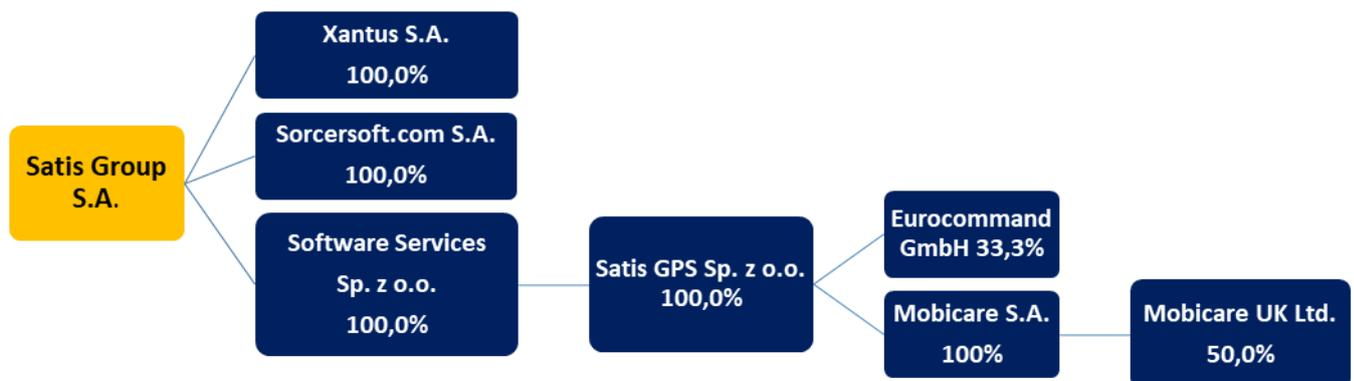 Satis Group
S.A.
Xantus S.A.
100,0%
Sorcersoft.com S.A.
100,0%
Software Services
Sp. z o.o.
100,0%
Satis GPS Sp. z o.o.
100,0%
Eurocommand
GmbH 33,3%
Mobicare S.A.
100%
Mobicare UK Ltd.
50,0%